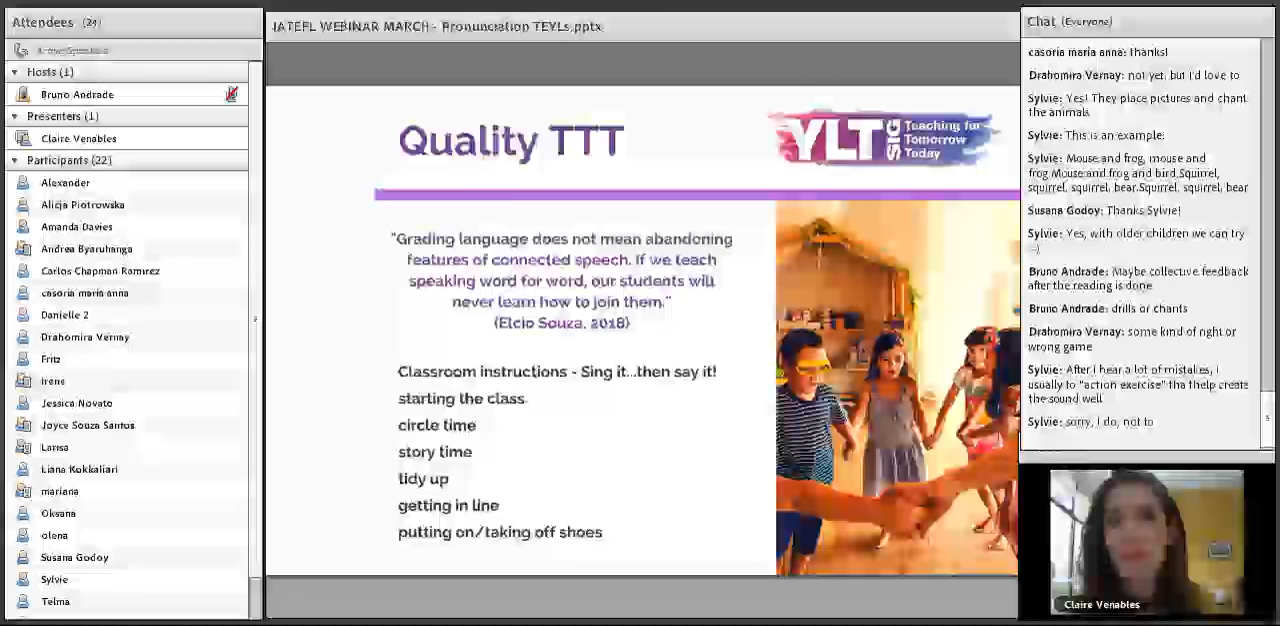 Attendees (24)
Hosts (1)
Bruno Andrade
Presenters (1)
Claire Venables
Participants (22)
Alexander
Alicja Piotrowska
Amanda Davies
Andrea Byaruhanga
Carlos Chapman Ramirez
casoria maria anna
Danielle 2
Drahomira Vernay
Fritz
Irene
Jessica Novato
Joyce Souza Santos
Larisa
Liana Kokkaliari
mariana
Oksana
olena
Susana Godoy
Sylvie
Telma
IATEFL WEBINAR MARCH - Pronunciation TEYLs.pptx
Quality TTT
YLT SIG
Teaching for
Tomorrow
Today
"Grading language does not mean abandoning
features of connected speech. If we teach
speaking word for word, our students will
never learn how to join them."
(Elcio Souza, 2018)
Classroom instructions - Sing it...then say it!
starting the class
circle time
story time
tidy up
getting in line
putting on/taking off shoes
Chat (Everyone)
casoria maria anna: Thanks!
Drahomira Vernay: not yet, but I'd love to
Sylvie: Yes! They place pictures and chant
the animals
Sylvie: This is an example:
Sylvie: Mouse and frog, mouse and
frog Mouse and frog and bird.Squirrel,
squirrel, squirrel, bear.Squirrel, squirrel, bear
Susana Godoy: Thanks Sylvie!
Sylvie: Yes, with older children we can try
:-)
Bruno Andrade: Maybe collective feedback
after the reading is done
Bruno Andrade: drills or chants
Drahomira Vernay: some kind of right or
wrong game
Sylvie: After I hear a lot of mistakes, I
usually to "action exercise" tha thelp create
the sound well
Sylvie: sorry, I do, not to
Claire Venables